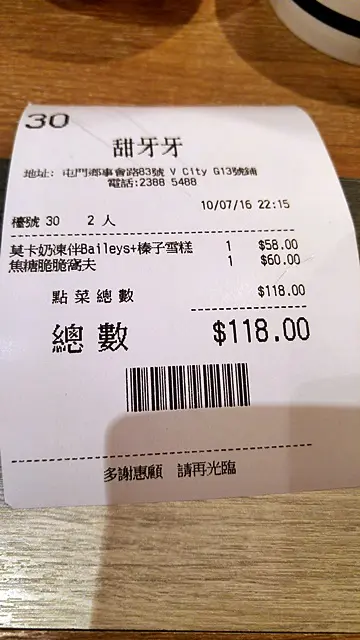 30
甜牙牙
地址: 屯門鄉事會路83號 V City G13號鋪
電話:2388 5488
10/07/16 22:15
檯號 30 2 人
莫卡奶凍伴Baileys+榛子雪糕 1 $58.00
焦糖脆脆窩夫 1 $60.00
點菜總數 $118.00
總數 $118.00
多謝惠顧 請再光臨